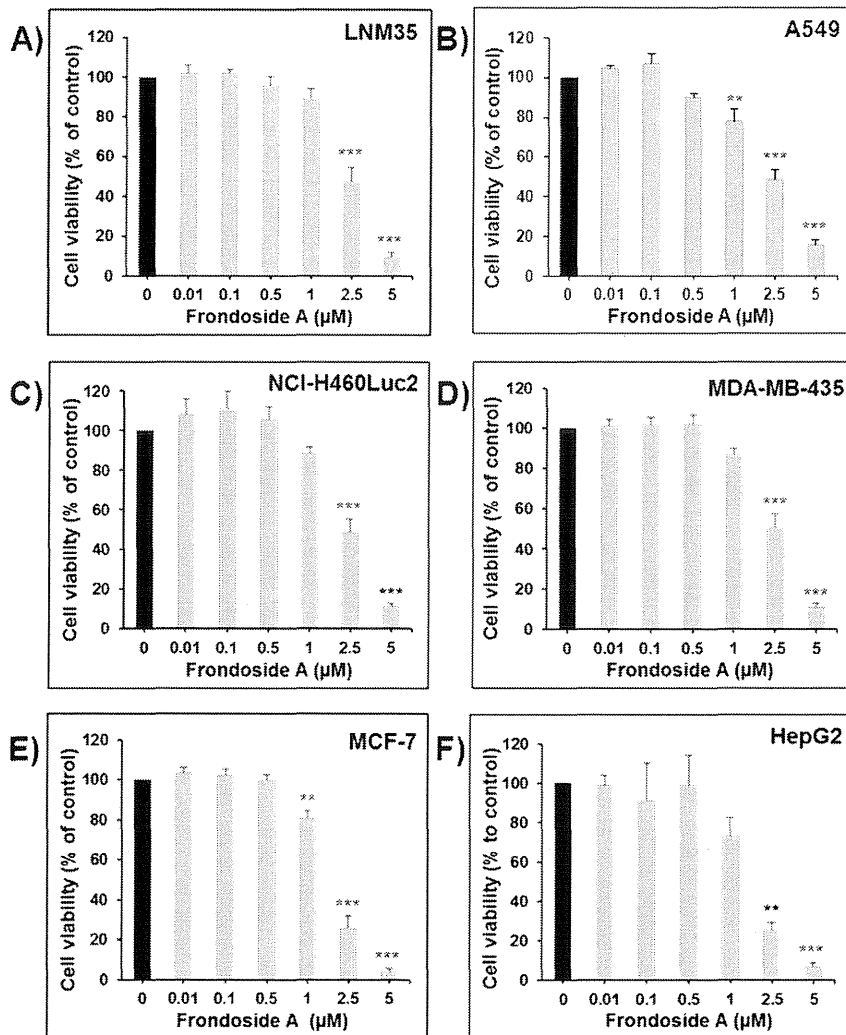 A)
LNM35
Cell viability (% of control)
120
100
80
60
40
20
0
***
***
0 0.01 0.1 0.5 1 2.5 5
Frondoside A (µM)
B)
A549
Cell viability (% of control)
120
100
80
60
40
20
0
**
***
***
0 0.01 0.1 0.5 1 2.5 5
Frondoside A (µM)
C)
NCI-H460Luc2
Cell viability (% of control)
120
100
80
60
40
20
0
***
***
0 0.01 0.1 0.5 1 2.5 5
Frondoside A (µM)
D)
MDA-MB-435
Cell viability (% of control)
120
100
80
60
40
20
0
***
***
0 0.01 0.1 0.5 1 2.5 5
Frondoside A (µM)
E)
MCF-7
Cell viability (% of control)
120
100
80
60
40
20
0
**
***
***
0 0.01 0.1 0.5 1 2.5 5
Frondoside A (µM)
F)
HepG2
Cell viability (% to control)
120
100
80
60
40
20
0
**
***
0 0.01 0.1 0.5 1 2.5 5
Frondoside A (µM)